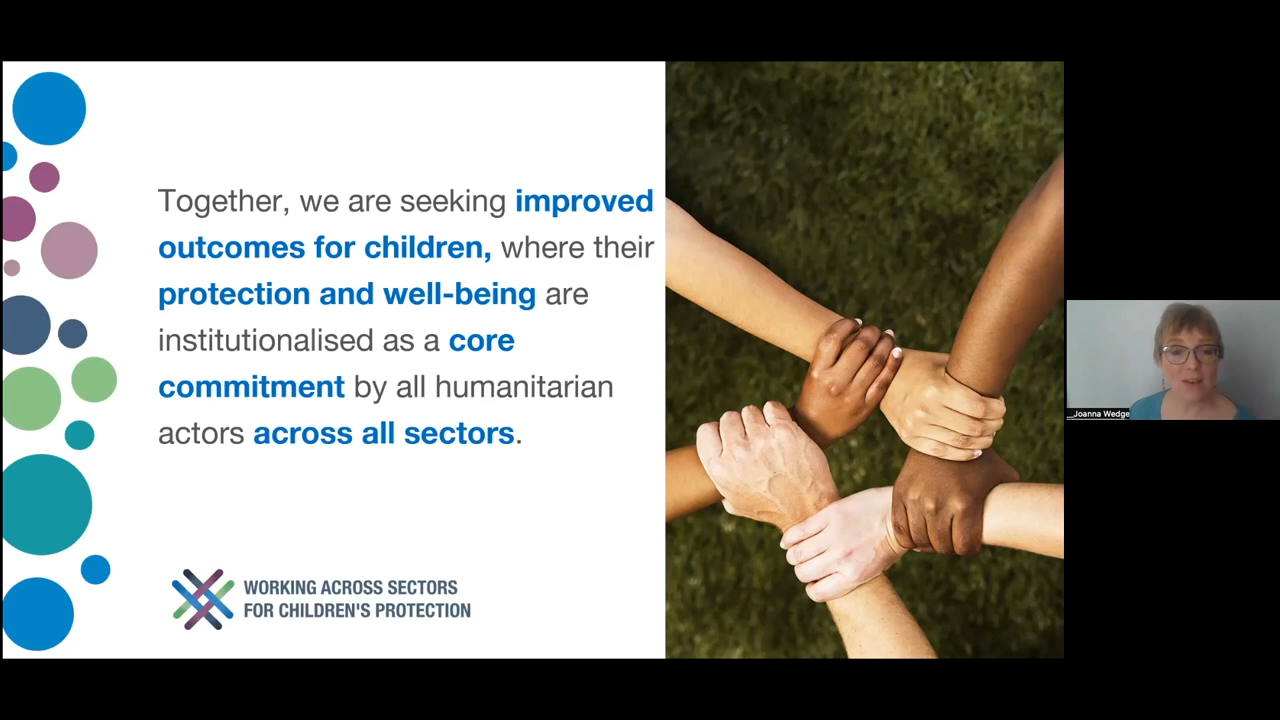 Together, we are seeking improved
outcomes for children, where their
protection and well-being are
institutionalised as a core
commitment by all humanitarian
actors across all sectors.
WORKING ACROSS SECTORS
FOR CHILDREN'S PROTECTION
Joanna Wedge